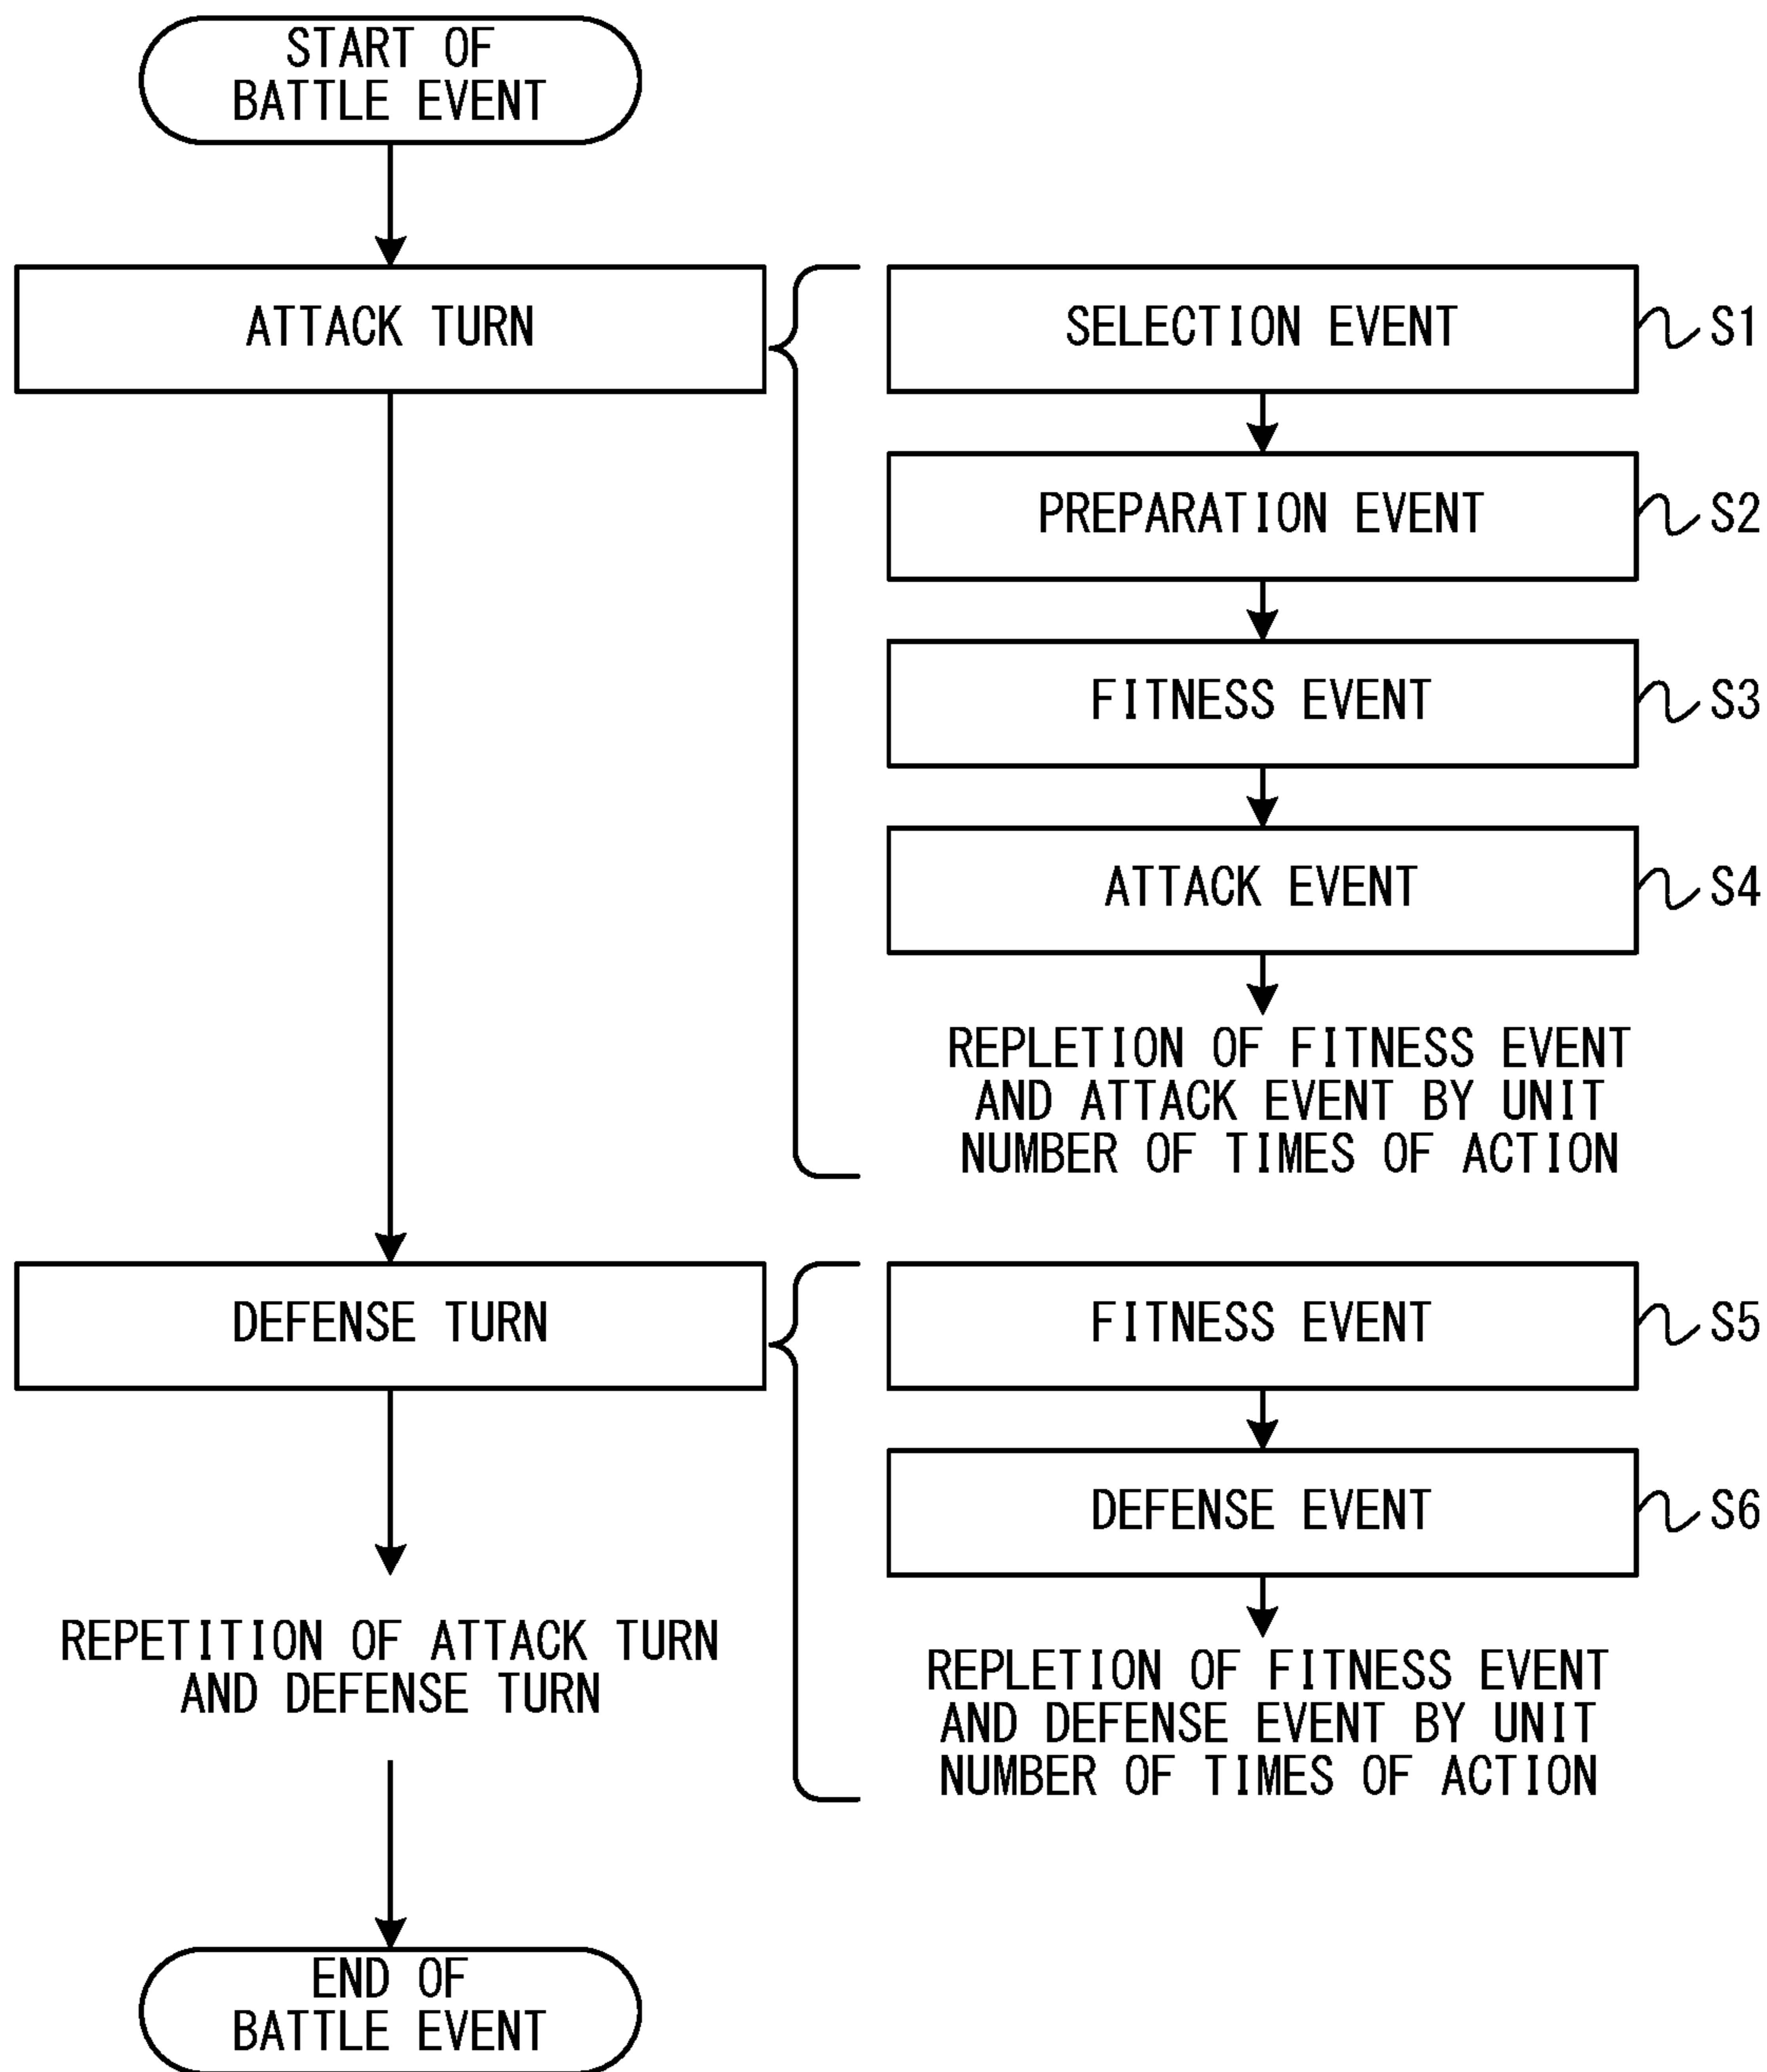 START OF
BATTLE EVENT
ATTACK TURN
SELECTION EVENT
S1
PREPARATION EVENT
S2
FITNESS EVENT
S3
ATTACK EVENT
S4
REPLETION OF FITNESS EVENT
AND ATTACK EVENT BY UNIT
NUMBER OF TIMES OF ACTION
DEFENSE TURN
FITNESS EVENT
S5
DEFENSE EVENT
S6
REPLETION OF FITNESS EVENT
AND DEFENSE EVENT BY UNIT
NUMBER OF TIMES OF ACTION
REPETITION OF ATTACK TURN
AND DEFENSE TURN
END OF
BATTLE EVENT